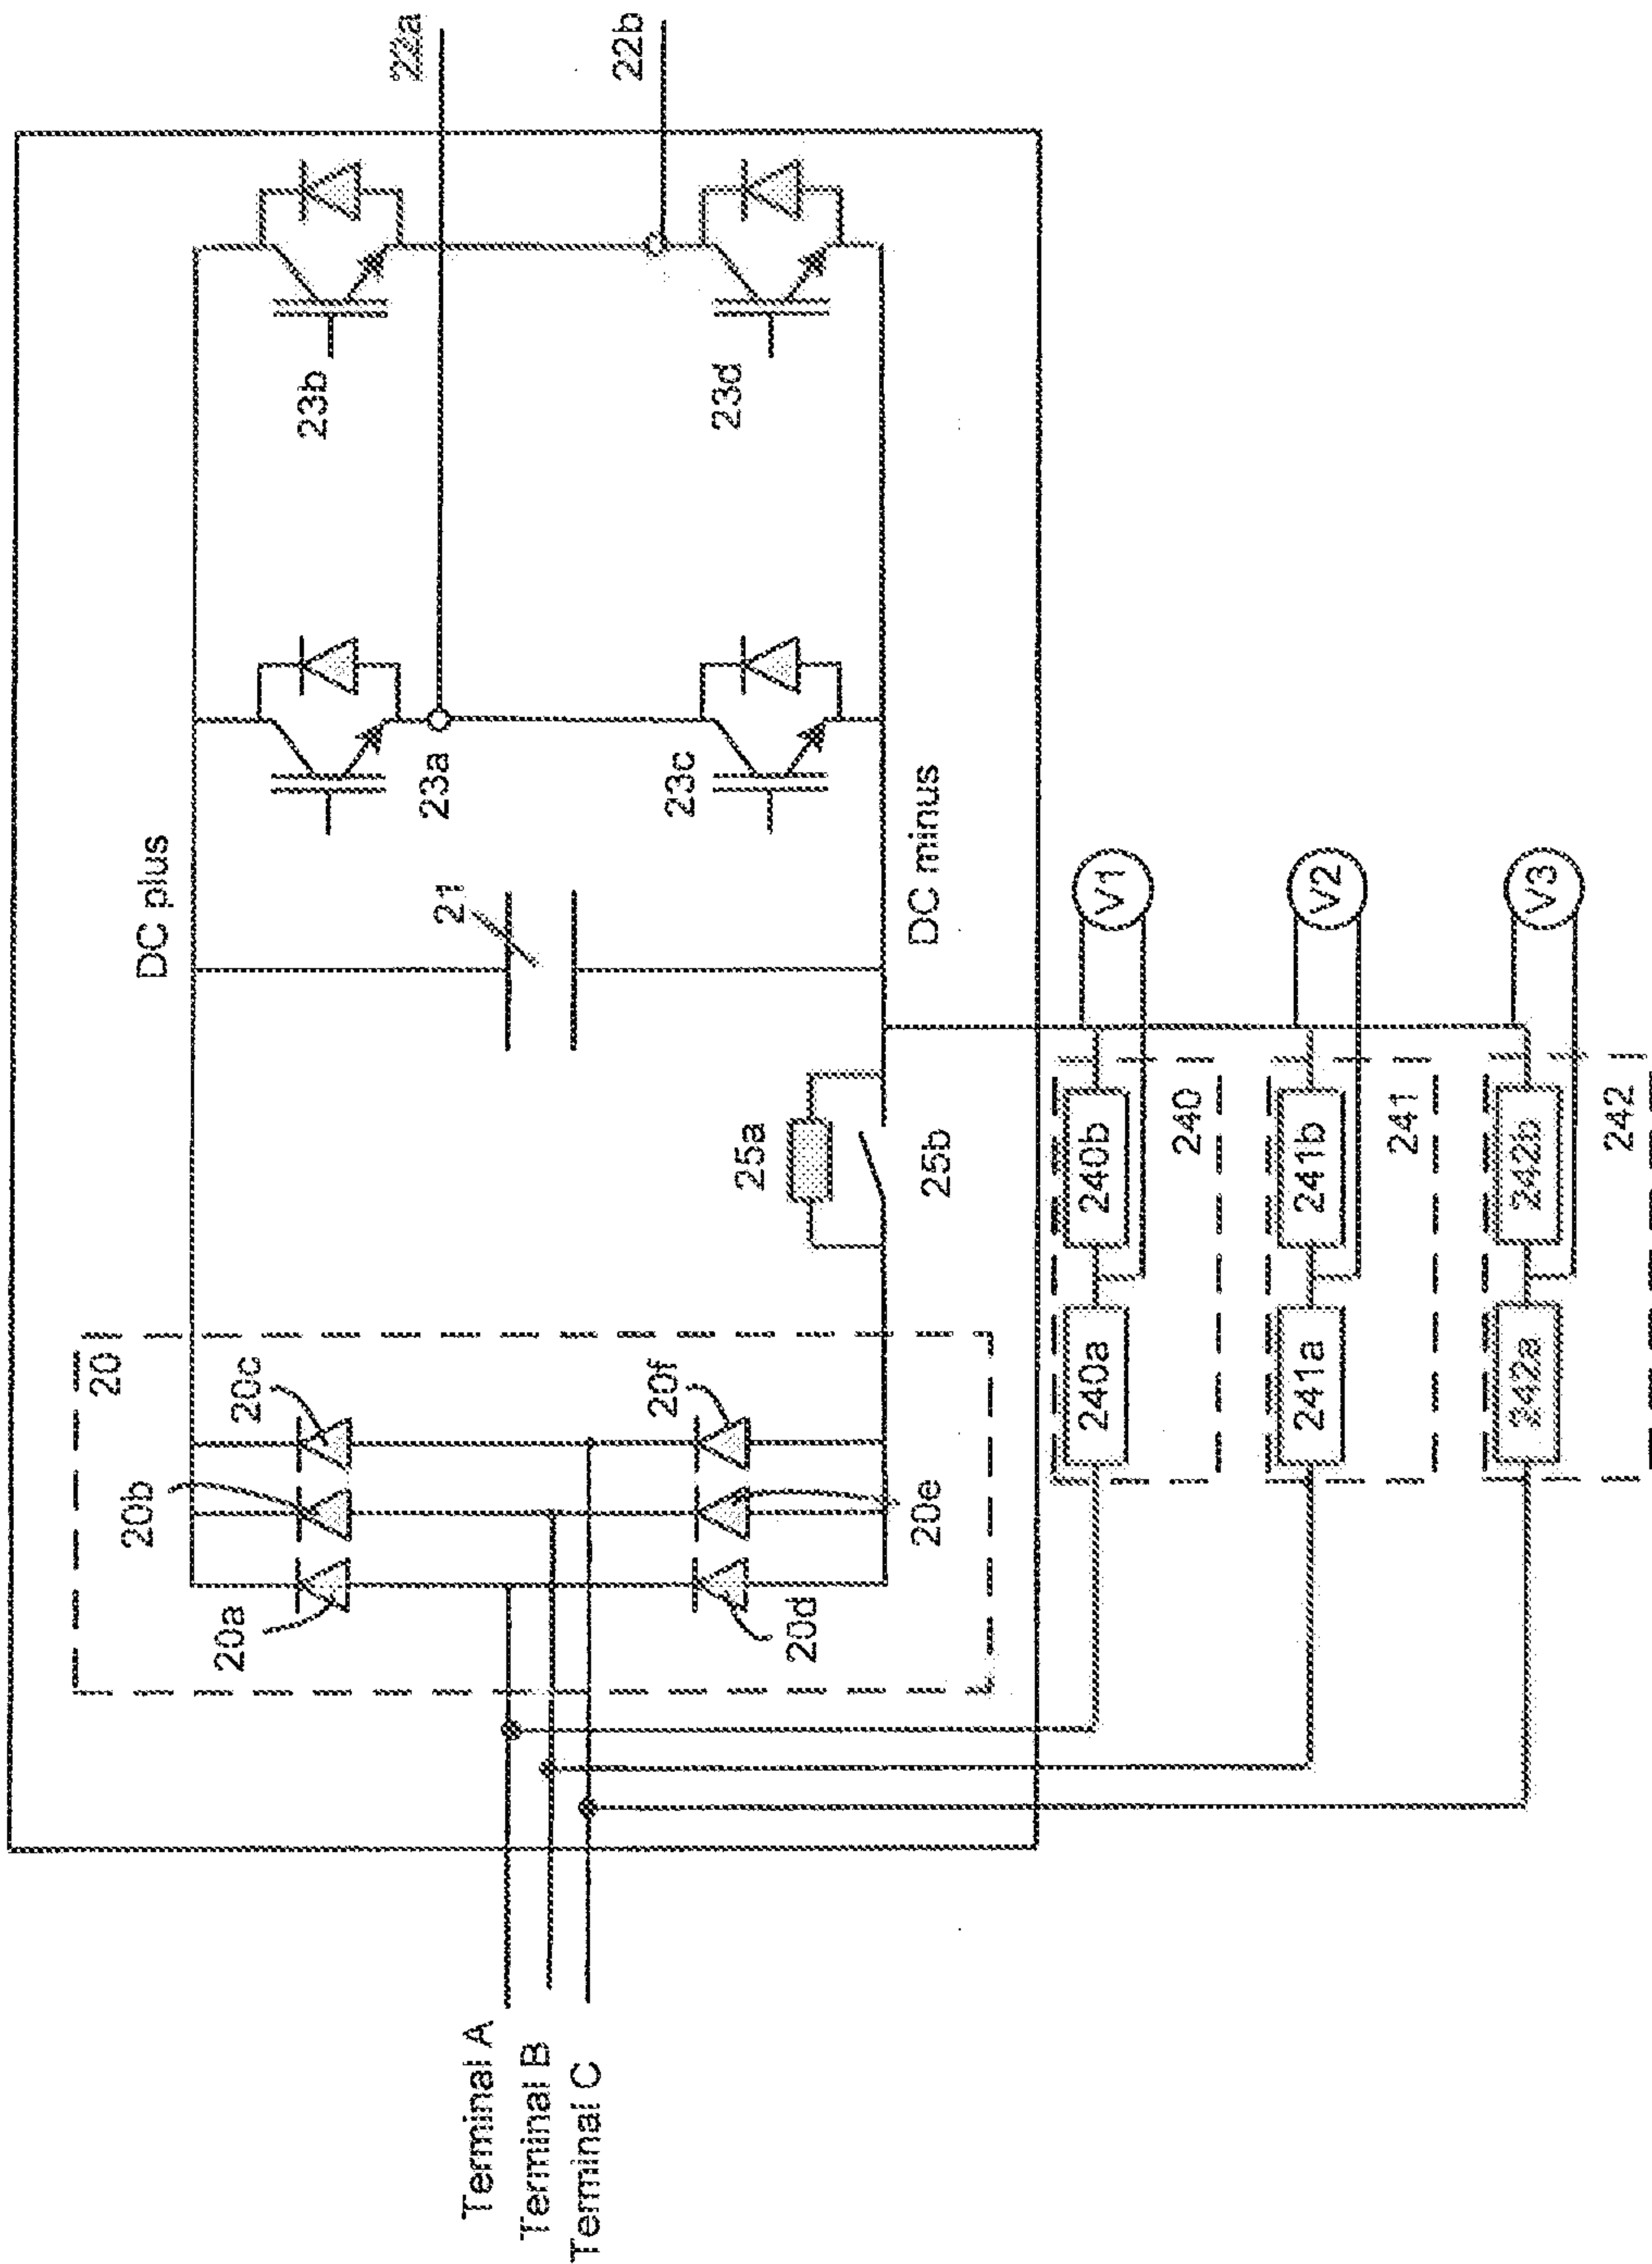 22a
22b
23b
23d
DC plus
23a
23c
21
DC minus
V1
V2
V3
25a
25b
240b
240
241b
241
242b
242
240a
241a
242a
20
20c
20f
20b
20e
20a
20d
Terminal A
Terminal B
Terminal C